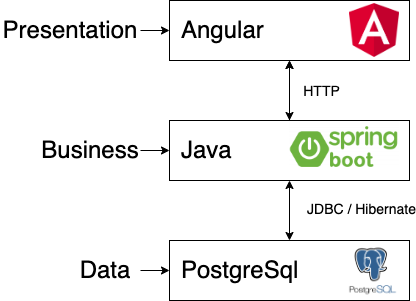 Presentation
Angular
A
HTTP
Business
Java
spring
boot
JDBC / Hibernate
Data
PostgreSql
PostgreSQL